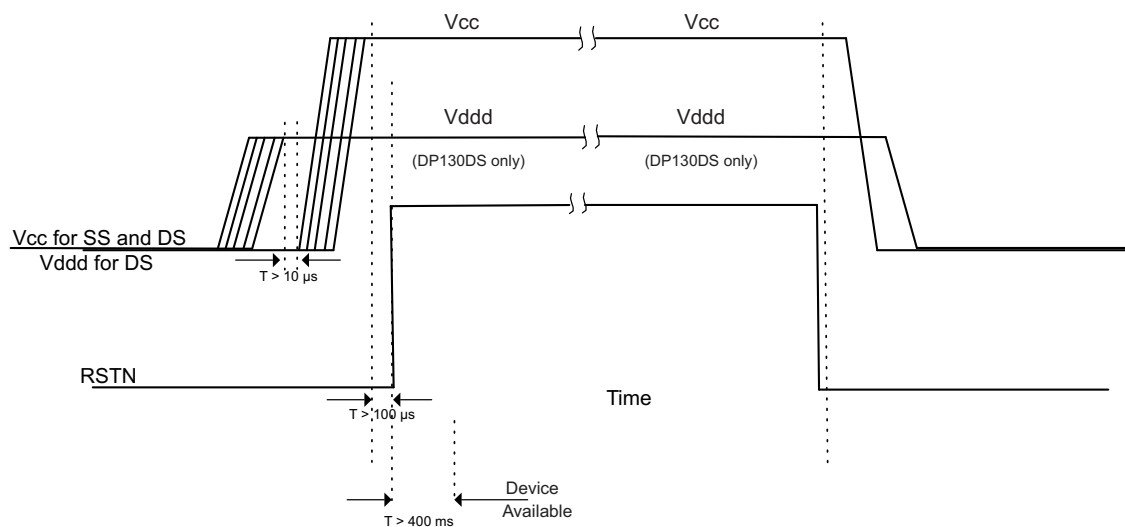 Vcc Vcc
Vddd Vddd
(DP130DS only) (DP130DS only)
Vcc for SS and DS
Vddd for DS
T > 10 µs
RSTN
Time
T > 100 µs
Device
Available
T > 400 ms